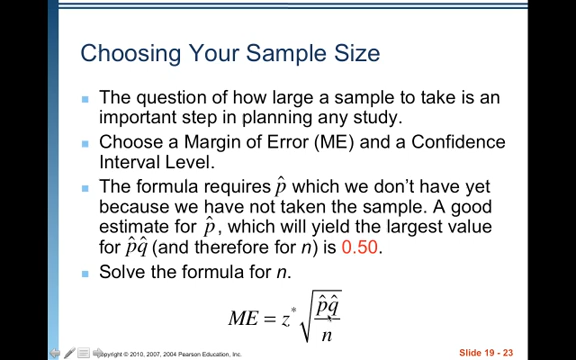 Choosing Your Sample Size
The question of how large a sample to take is an
important step in planning any study.
Choose a Margin of Error (ME) and a Confidence
Interval Level.
The formula requires p̂ which we don't have yet
because we have not taken the sample. A good
estimate for p̂, which will yield the largest value
for p̂q̂ (and therefore for n) is 0.50.
Solve the formula for n.
ME = z* √(p̂q̂/n)
Copyright © 2010, 2007, 2004 Pearson Education, Inc.
Slide 19 - 23